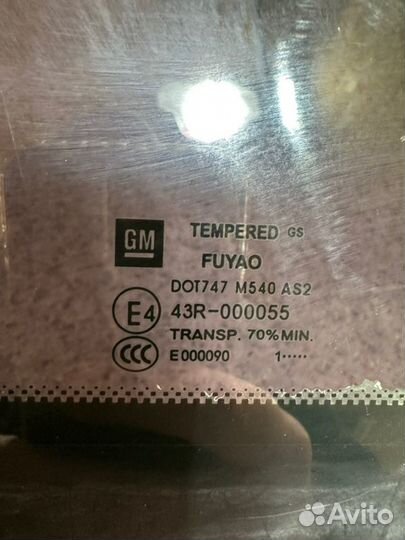 GM TEMPERED GS
FUYAO
DOT747 M540 AS2
E4 43R-000055
TRANSP. 70%MIN.
CCC E000090 1·····
Avito